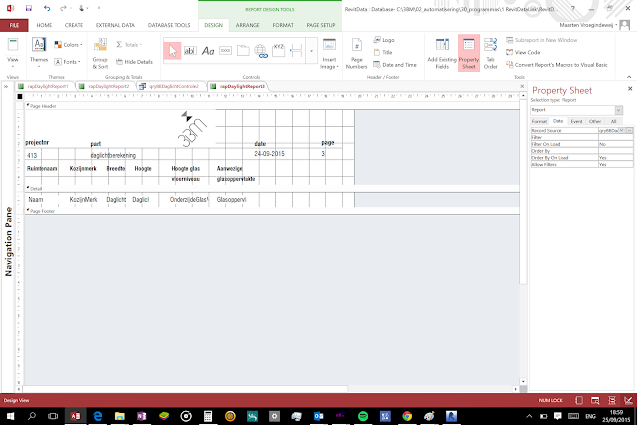 REPORT DESIGN TOOLS
RevitData : Database- C:\3BM\02_automatisering\30_programmas\1 RevitDataLink\RevitD...
FILE HOME CREATE EXTERNAL DATA DATABASE TOOLS DESIGN ARRANGE FORMAT PAGE SETUP
Maarten Vroegindeweij
View
Themes
Colors
Fonts
Group & Sort
Totals
Hide Details
ab|
Aa
XYZ
Insert Image
Page Numbers
Logo
Title
Date and Time
Add Existing Fields
Property Sheet
Tab Order
Subreport in New Window
View Code
Convert Report's Macros to Visual Basic
Views Themes Grouping & Totals Controls Header / Footer Tools
rapDaylightReport1 rapDaylightReport2 rapDaylightReport3
Page Header
3BM
projectnr part date page
413 daglichtberekening 24-09-2015 3
Ruimtenaam Kozijnmerk Breedte Hoogte Hoogte glas Aanwezige
vloerniveau glasoppervlakte
Detail
Naam KozijnMerk Daglicht Daglicl OnderzijdeGlas Glasoppervl
Page Footer
Navigation Pane
Property Sheet
Selection type: Report
Report
Format Data Event Other All
Record Source
Filter
Filter On Load No
Order By
Order By On Load Yes
Allow Filters Yes
Design View NUM LOCK
ENG 18:59
25/09/2015